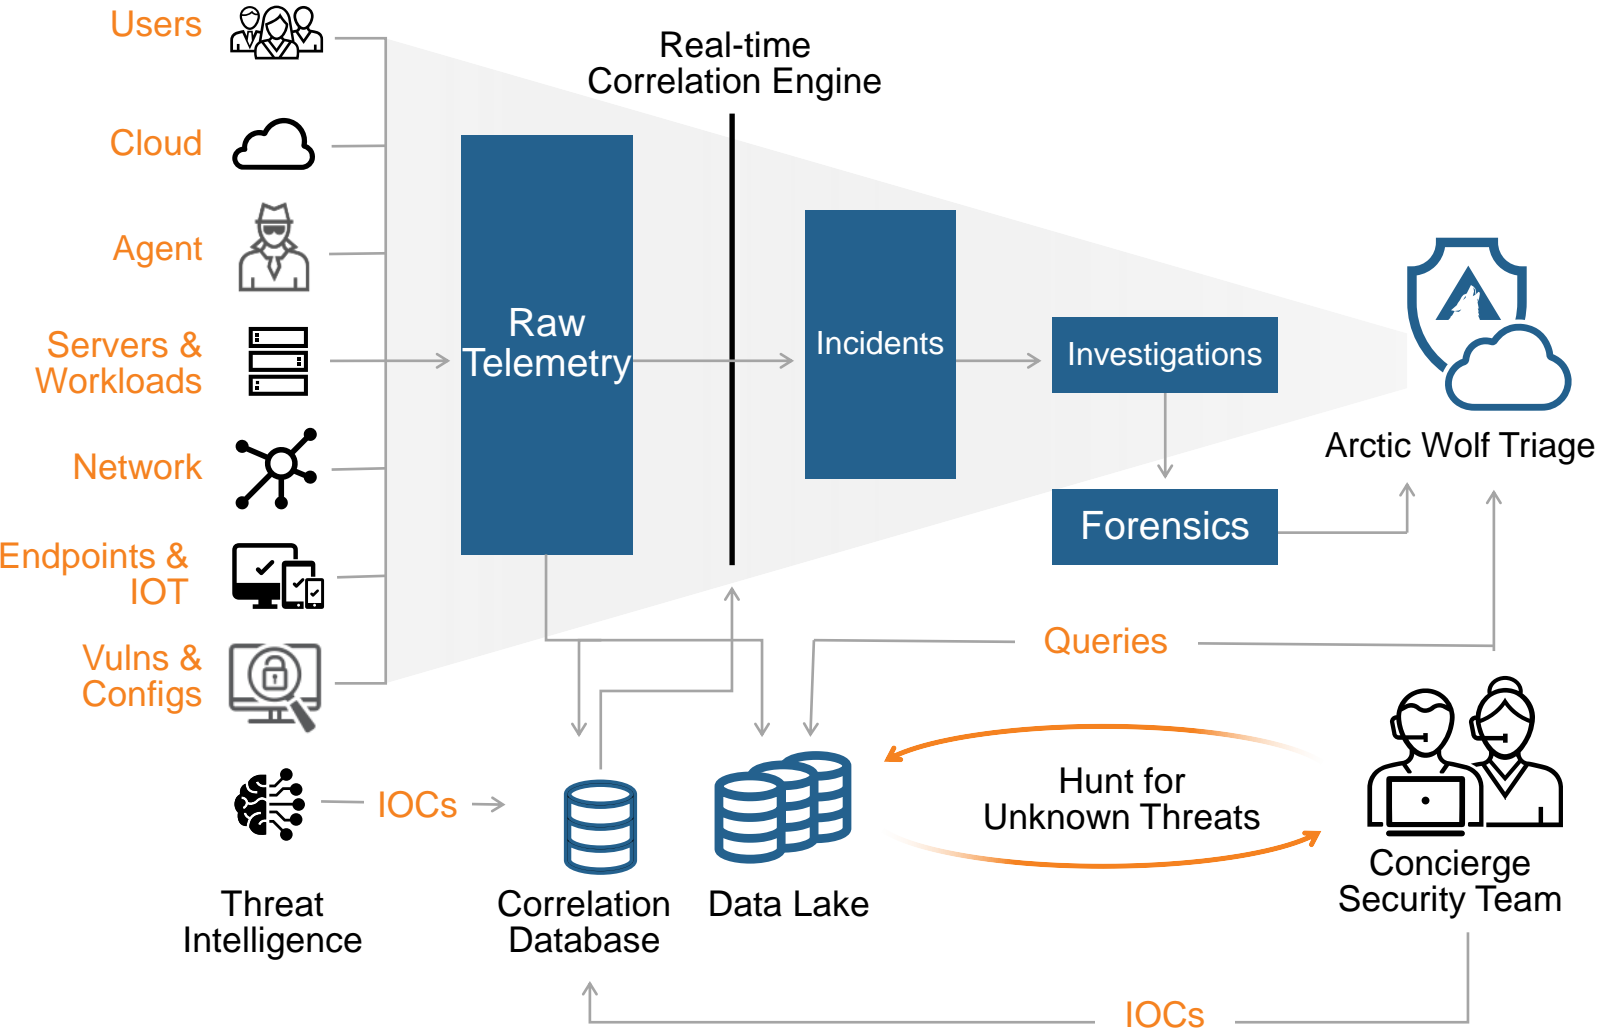 Users
Cloud
Agent
Servers &
Workloads
Network
Endpoints &
IOT
Vulns &
Configs
Real-time
Correlation Engine
Raw
Telemetry
Incidents
Investigations
Forensics
Arctic Wolf Triage
Queries
IOCs
Hunt for
Unknown Threats
Threat
Intelligence
Correlation
Database
Data Lake
Concierge
Security Team
IOCs